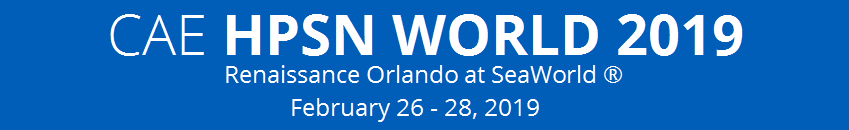 CAE HPSN WORLD 2019
Renaissance Orlando at SeaWorld ®
February 26 - 28, 2019